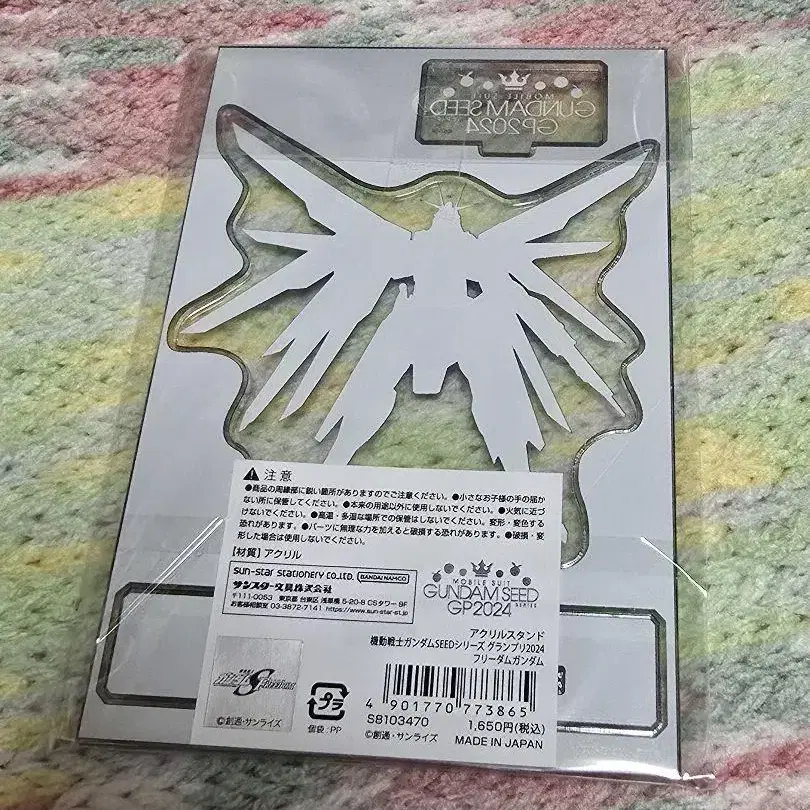 MOBILE SUIT
GUNDAM SEED
GP2024
注意
●商品の周縁部に鋭い箇所がありますのでご注意ください。●小さなお子様の手の届か
ない所に保管してください。●本来の用途以外に使用しないでください。●火気に近づ
けないでください。●高温・多湿な場所での保管はしないでください。変形・変色する
恐れがあります。●パーツに無理な力を加えると破損する恐れがあります。●破損・変
形した場合は使用しないでください。
【材質】アクリル
sun-star stationery co.,LTD. BANDAI NAMCO
サンスター文具株式会社
〒111-0053 東京都 台東区 浅草橋 5-20-8 CSタワー 8F
お客様相談室 03-3872-7141 https://www.sun-star-st.jp
MOBILE SUIT
GUNDAM SEED
GP2024 SERIES
アクリルスタンド
機動戦士ガンダムSEEDシリーズ グランプリ2024
フリーダムガンダム
©創通・サンライズ
プラ
個袋:PP
4 901770 773865
SB103470 1,650円(税込)
©創通・サンライズ MADE IN JAPAN